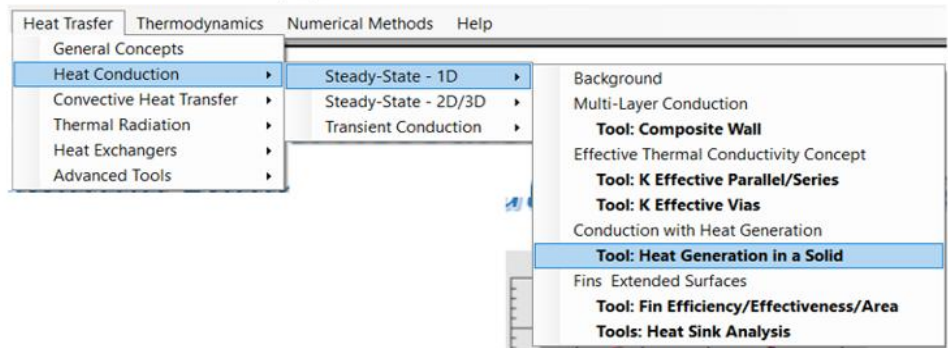 Heat Trasfer Thermodynamics Numerical Methods Help
General Concepts
Heat Conduction
Convective Heat Transfer
Thermal Radiation
Heat Exchangers
Advanced Tools
Steady-State - 1D
Steady-State - 2D/3D
Transient Conduction
Background
Multi-Layer Conduction
Tool: Composite Wall
Effective Thermal Conductivity Concept
Tool: K Effective Parallel/Series
Tool: K Effective Vias
Conduction with Heat Generation
Tool: Heat Generation in a Solid
Fins Extended Surfaces
Tool: Fin Efficiency/Effectiveness/Area
Tools: Heat Sink Analysis